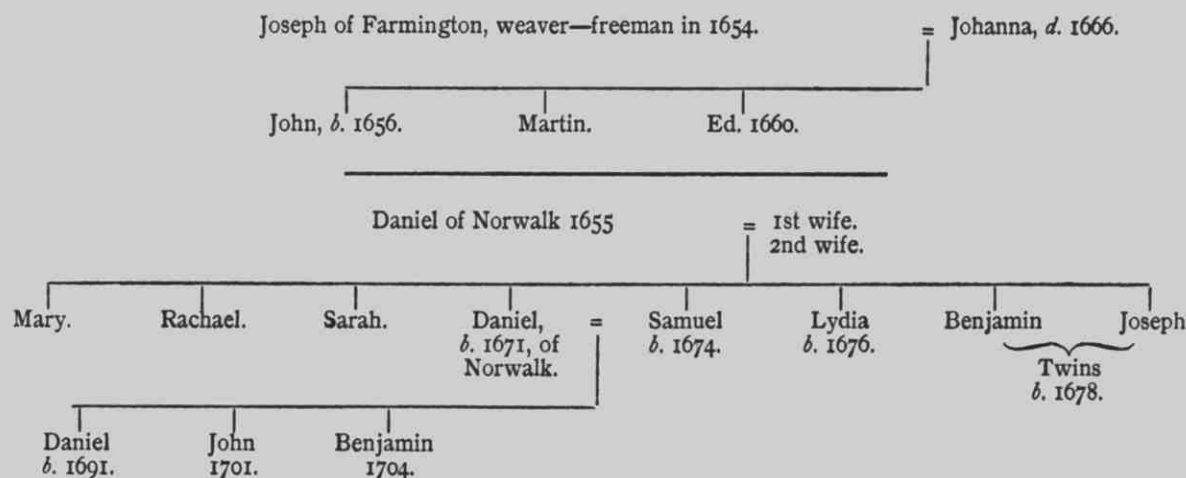 Joseph of Farmington, weaver—freeman in 1654. = Johanna, d. 1666.
John, b. 1656. Martin. Ed. 1660.
Daniel of Norwalk 1655 = 1st wife.
2nd wife.
Mary. Rachael. Sarah. Daniel, = Samuel Lydia Benjamin Joseph
b. 1671, of b. 1674. b. 1676.
Norwalk. Twins
b. 1678.
Daniel John Benjamin
b. 1691. 1701. 1704.